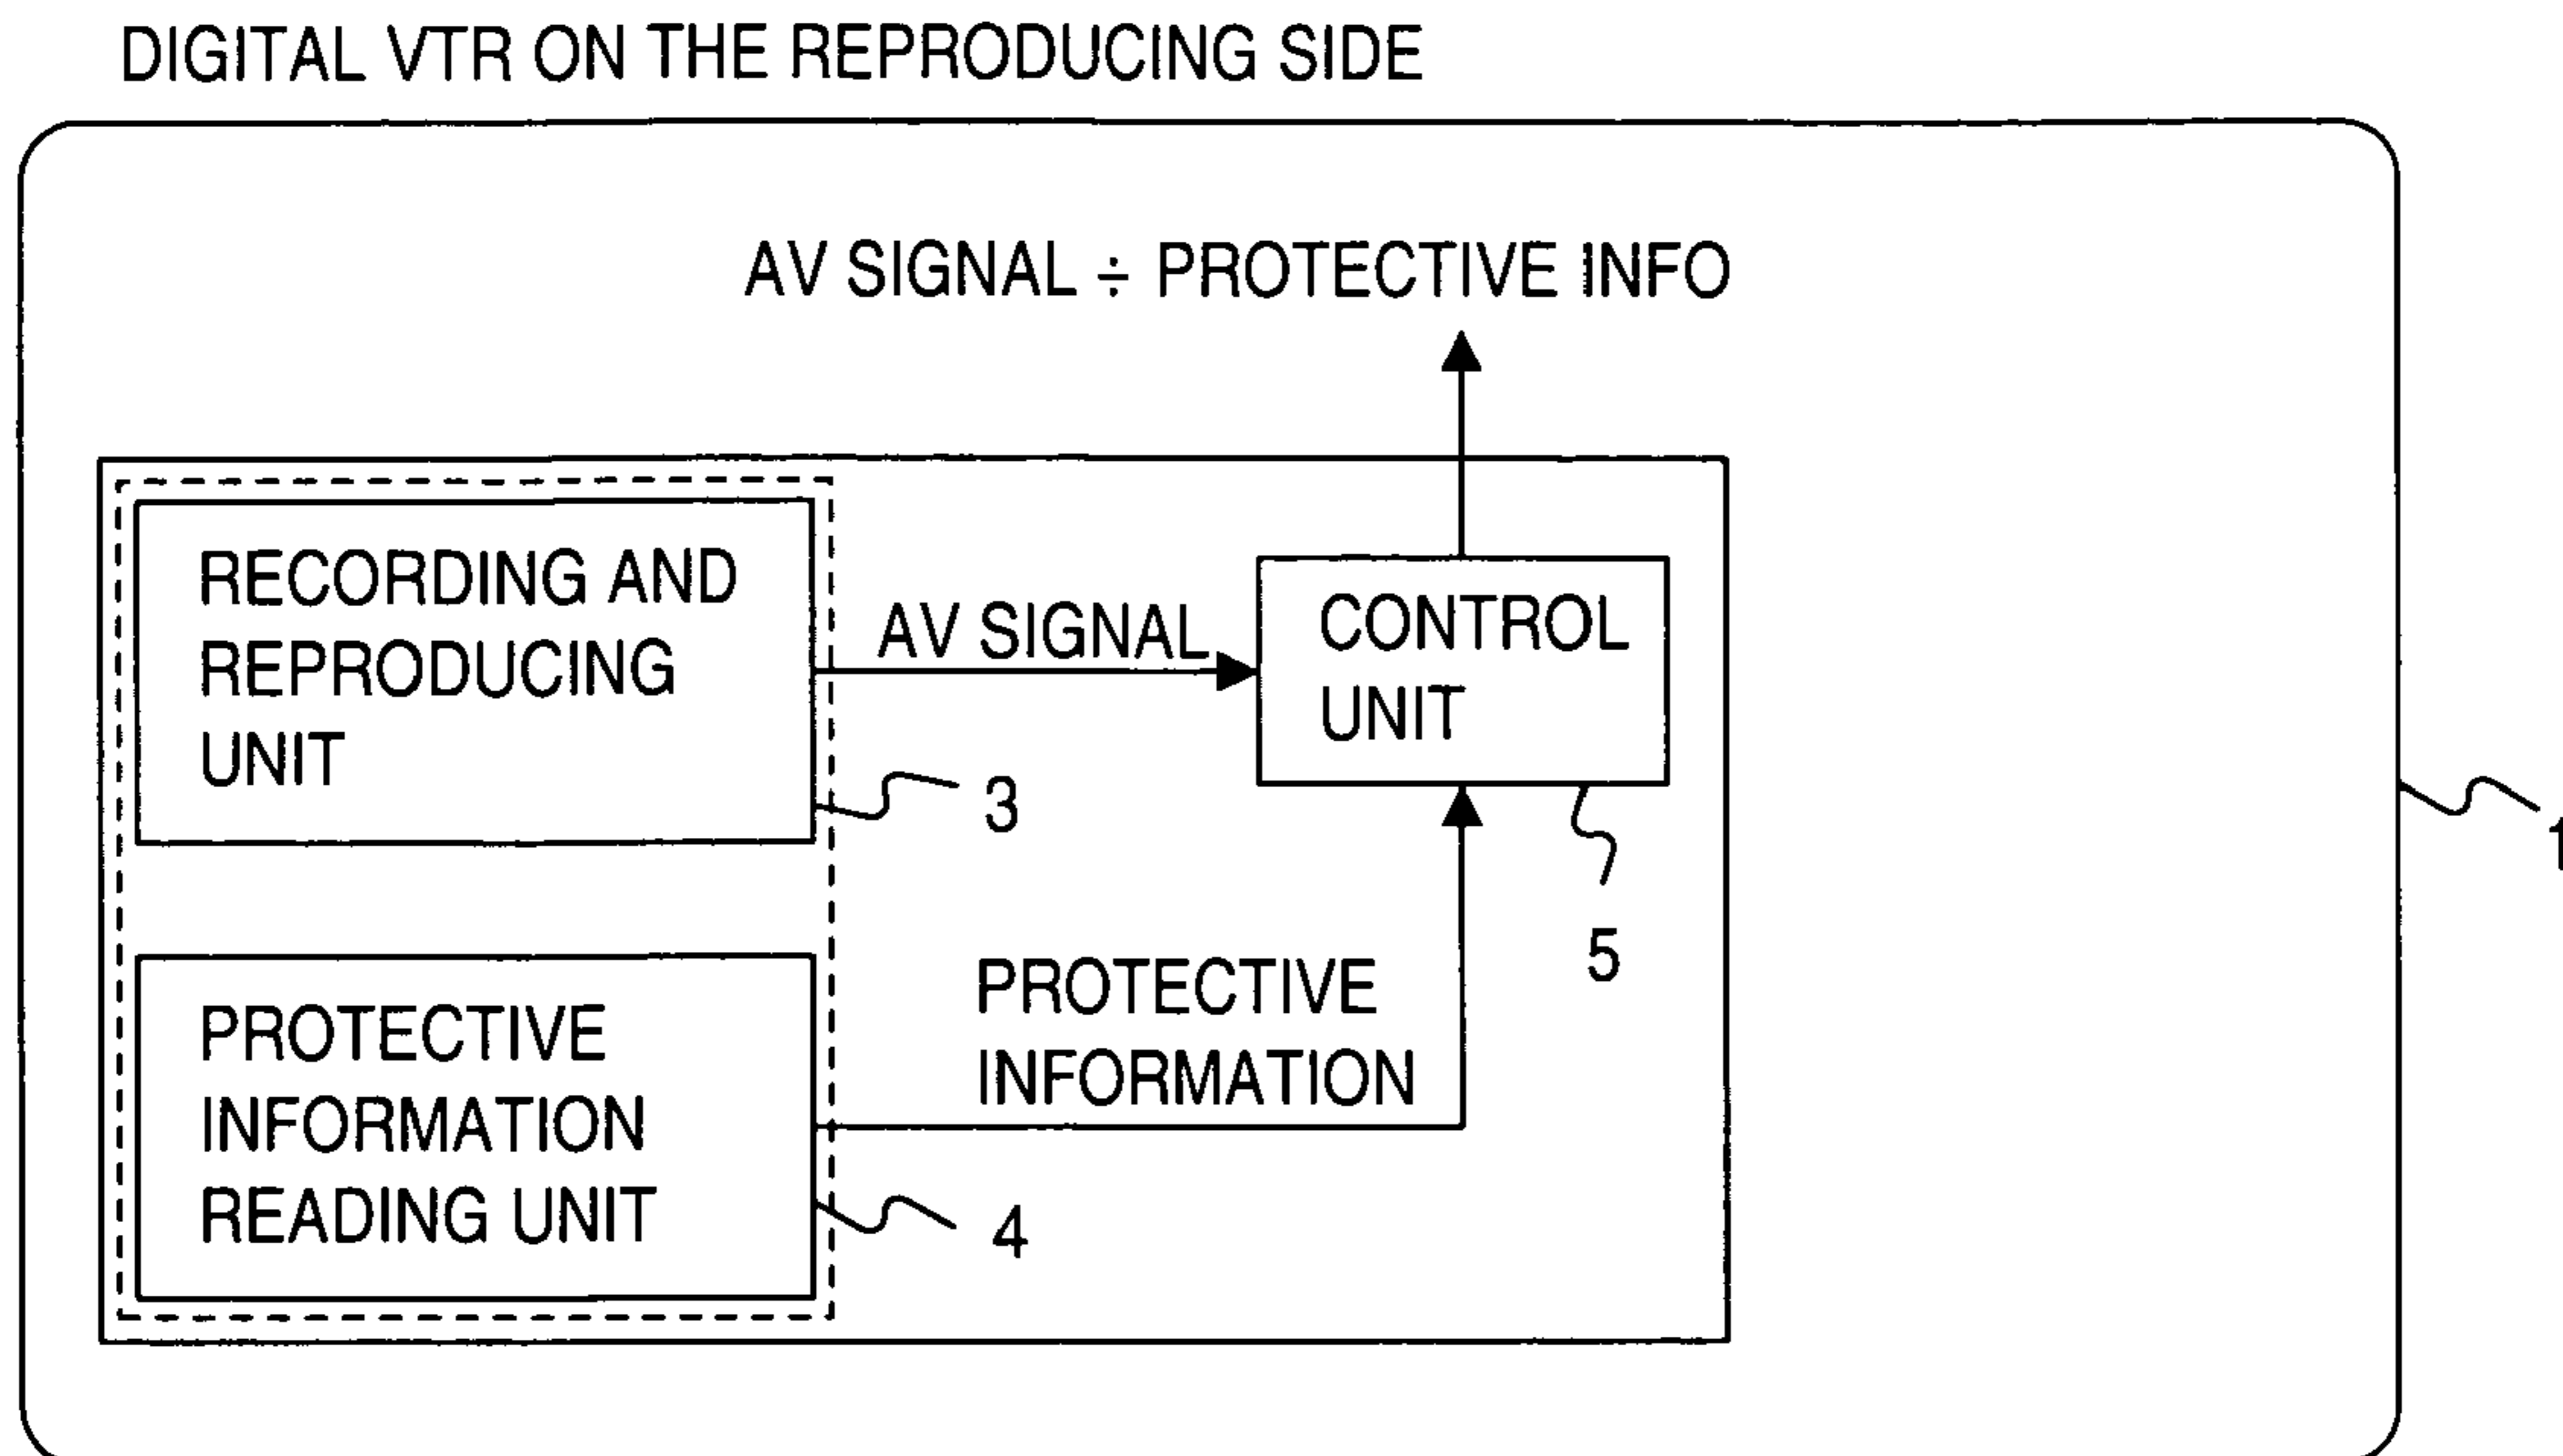 DIGITAL VTR ON THE REPRODUCING SIDE
AV SIGNAL ÷ PROTECTIVE INFO
RECORDING AND
REPRODUCING
UNIT
AV SIGNAL
CONTROL
UNIT
3
1
5
PROTECTIVE
INFORMATION
PROTECTIVE
INFORMATION
READING UNIT
4